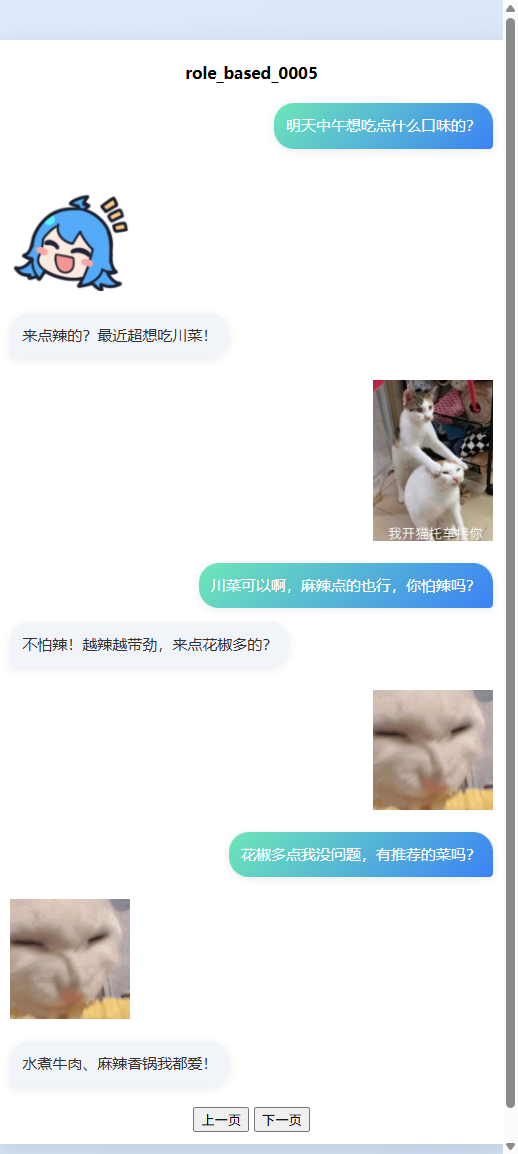 role_based_0005
明天中午想吃点什么口味的？
来点辣的？最近超想吃川菜！
我开猫托车接你
川菜可以啊，麻辣点的也行，你怕辣吗？
不怕辣！越辣越带劲，来点花椒多的？
花椒多点我没问题，有推荐的菜吗？
水煮牛肉、麻辣香锅我都爱！
上一页 下一页